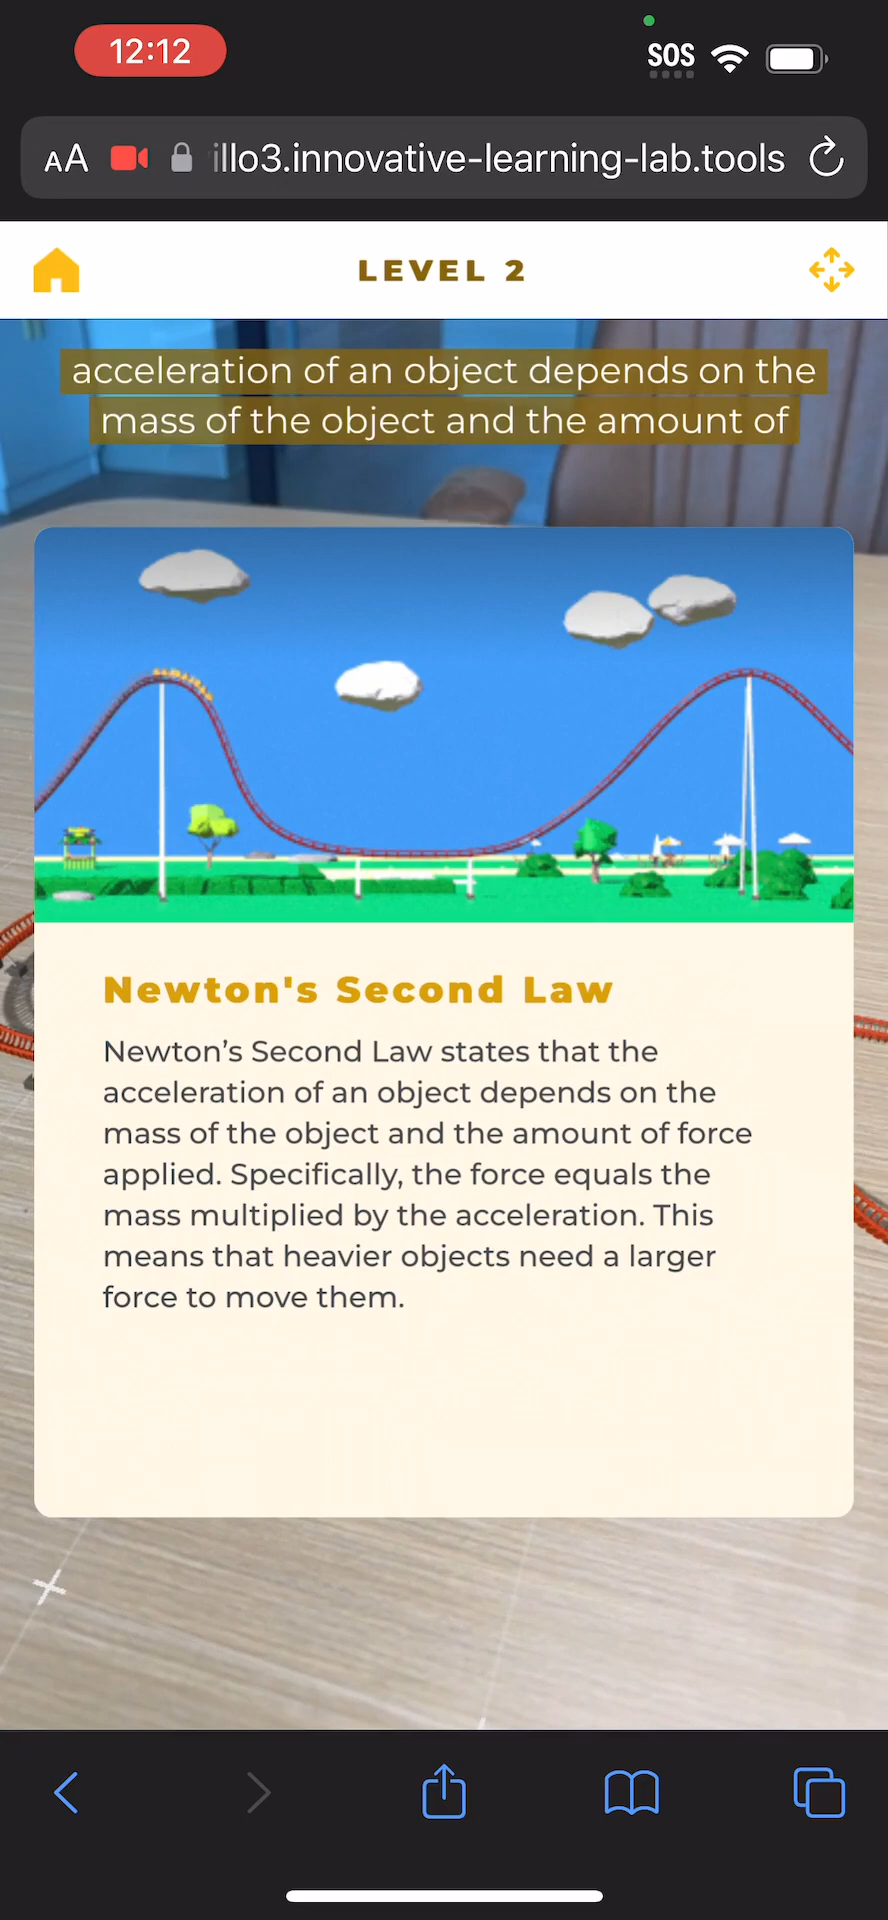 12:12
SOS
AA illo3.innovative-learning-lab.tools
LEVEL 2
acceleration of an object depends on the
mass of the object and the amount of
Newton's Second Law
Newton’s Second Law states that the
acceleration of an object depends on the
mass of the object and the amount of force
applied. Specifically, the force equals the
mass multiplied by the acceleration. This
means that heavier objects need a larger
force to move them.